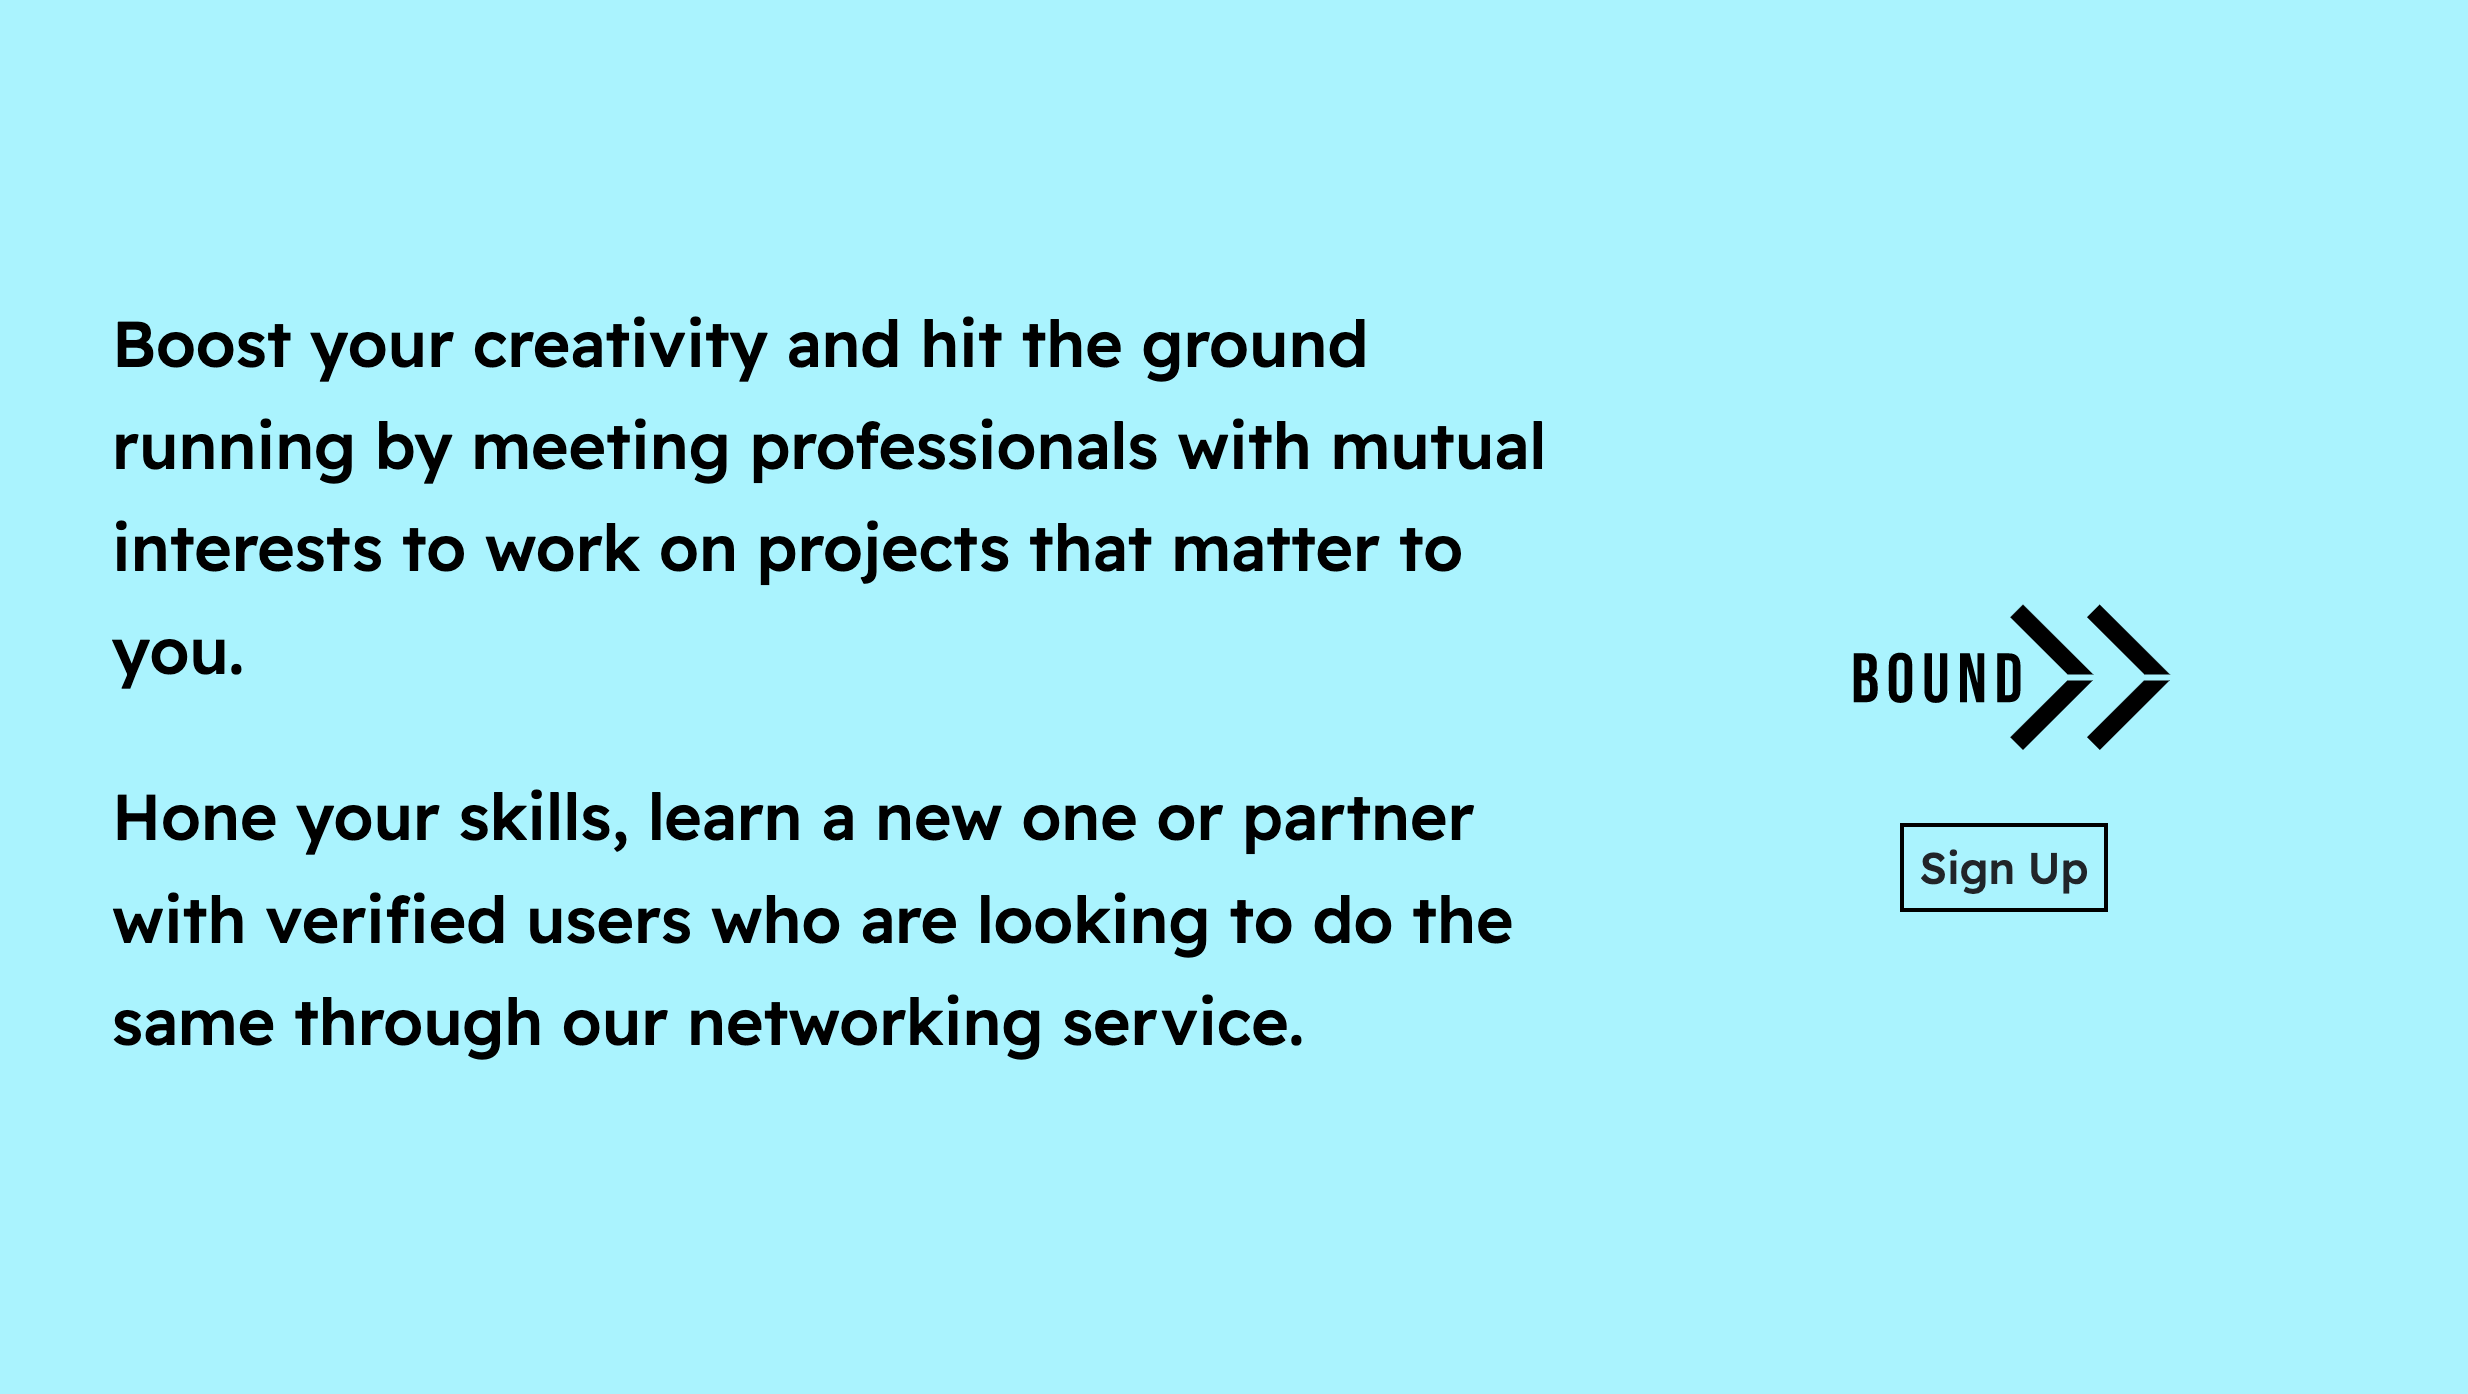 Boost your creativity and hit the ground
running by meeting professionals with mutual
interests to work on projects that matter to
you.
Hone your skills, learn a new one or partner
with verified users who are looking to do the
same through our networking service.
BOUND
Sign Up